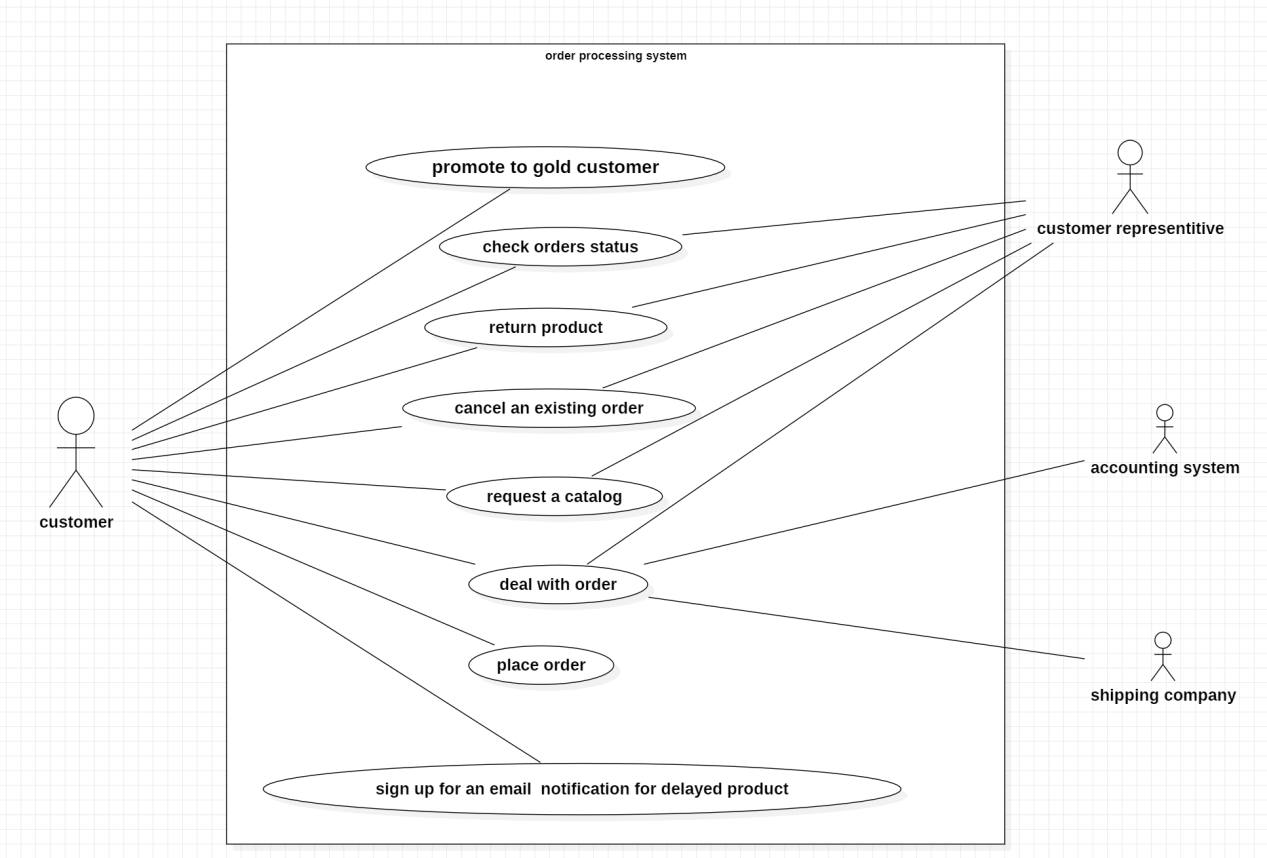 order processing system
promote to gold customer
check orders status
customer representitive
return product
cancel an existing order
accounting system
request a catalog
customer
deal with order
place order
shipping company
sign up for an email  notification for delayed product